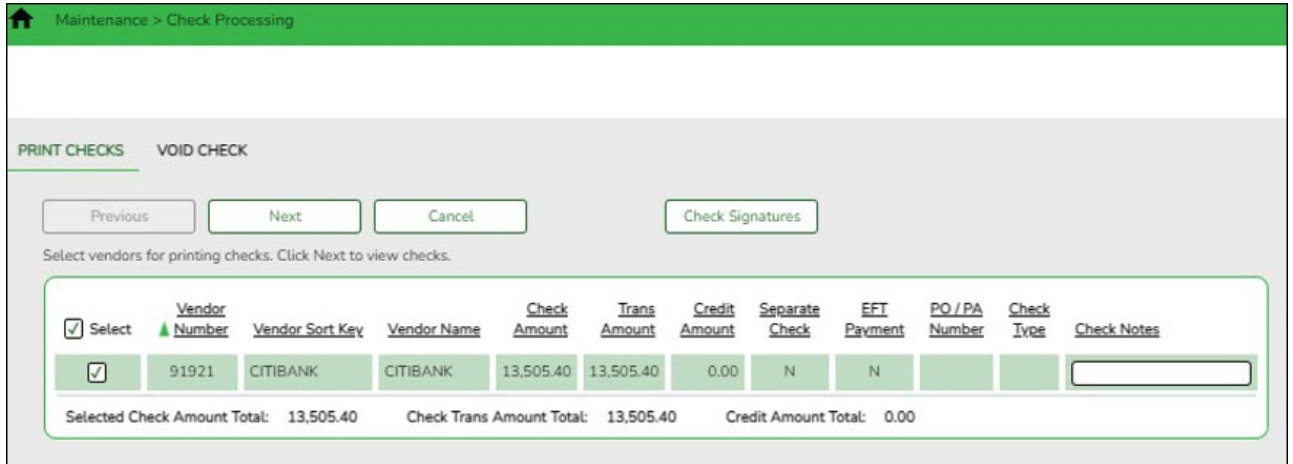 Maintenance > Check Processing
PRINT CHECKS VOID CHECK
Previous Next Cancel Check Signatures
Select vendors for printing checks. Click Next to view checks.
Select Vendor Number Vendor Sort Key Vendor Name Check Amount Trans Amount Credit Amount Separate Check EFT Payment PO / PA Number Check Type Check Notes
91921 CITIBANK CITIBANK 13,505.40 13,505.40 0.00 N N
Selected Check Amount Total: 13,505.40 Check Trans Amount Total: 13,505.40 Credit Amount Total: 0.00